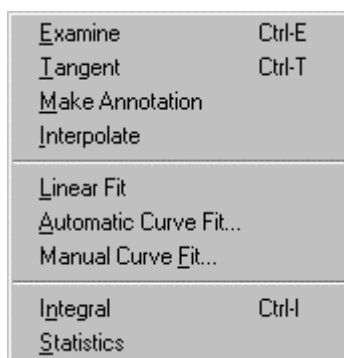 Examine Ctrl-E
Tangent Ctrl-T
Make Annotation
Interpolate
Linear Fit
Automatic Curve Fit...
Manual Curve Fit...
Integral Ctrl-I
Statistics